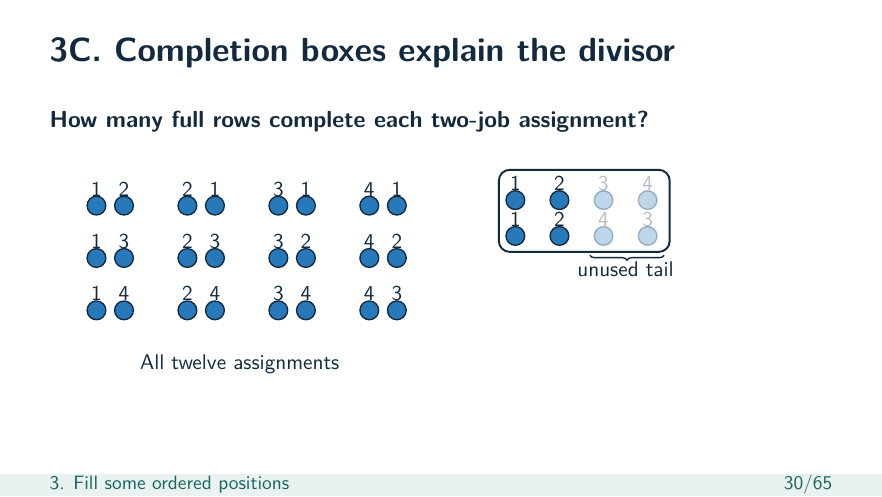 3C. Completion boxes explain the divisor
How many full rows complete each two-job assignment?
1 2 2 1 3 1 4 1
1 3 2 3 3 2 4 2
1 4 2 4 3 4 4 3
All twelve assignments
1 2 3 4
1 2 4 3
unused tail
3. Fill some ordered positions
30/65